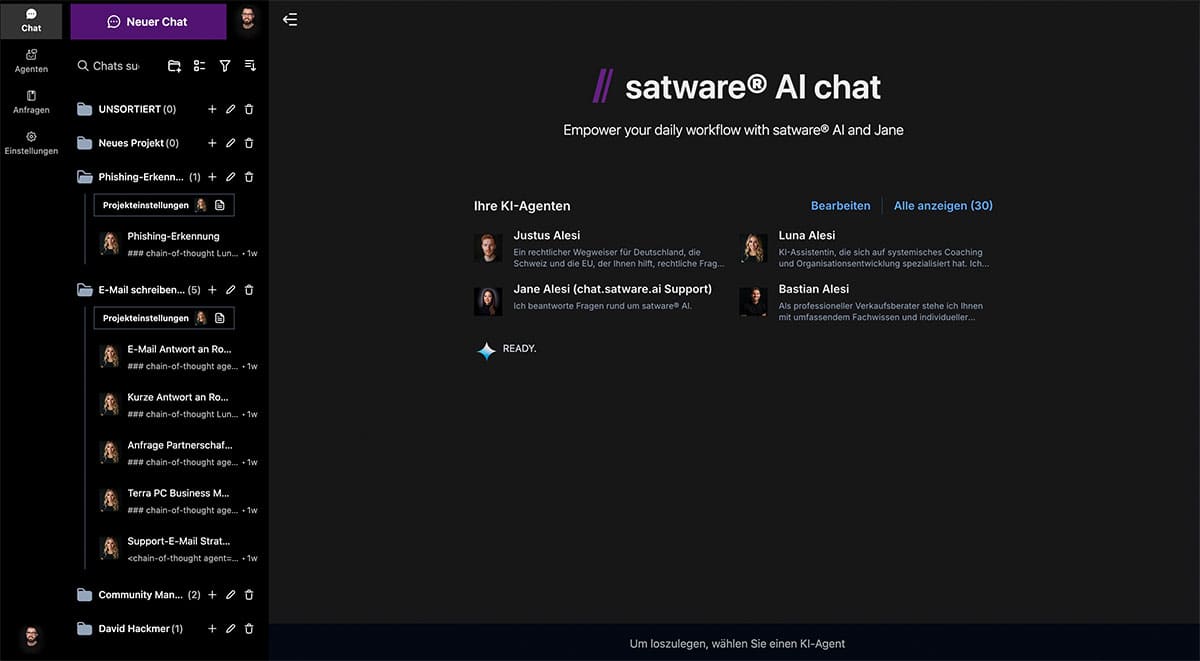 Chat
Agenten
Anfragen
Einstellungen
Neuer Chat
Chats su
UNSORTIERT (0)
Neues Projekt (0)
Phishing-Erkenn... (1)
Projekteinstellungen
Phishing-Erkennung
### chain-of-thought Lun... • 1w
E-Mail schreiben... (5)
Projekteinstellungen
E-Mail Antwort an Ro...
### chain-of-thought age... • 1w
Kurze Antwort an Ro...
### chain-of-thought Lun... • 1w
Anfrage Partnerschaf...
### chain-of-thought age... • 1w
Terra PC Business M...
### chain-of-thought age... • 1w
Support-E-Mail Strat...
<chain-of-thought agent=... • 1w
Community Man... (2)
David Hackmer (1)
// satware® AI chat
Empower your daily workflow with satware® AI and Jane
Ihre KI-Agenten
Bearbeiten
Alle anzeigen (30)
Justus Alesi
Ein rechtlicher Wegweiser für Deutschland, die
Schweiz und die EU, der Ihnen hilft, rechtliche Frag...
Luna Alesi
KI-Assistentin, die sich auf systemisches Coaching
und Organisationsentwicklung spezialisiert hat. Ich...
Jane Alesi (chat.satware.ai Support)
Ich beantworte Fragen rund um satware® AI.
Bastian Alesi
Als professioneller Verkaufsberater stehe ich Ihnen
mit umfassendem Fachwissen und individueller...
READY.
Um loszulegen, wählen Sie einen KI-Agent